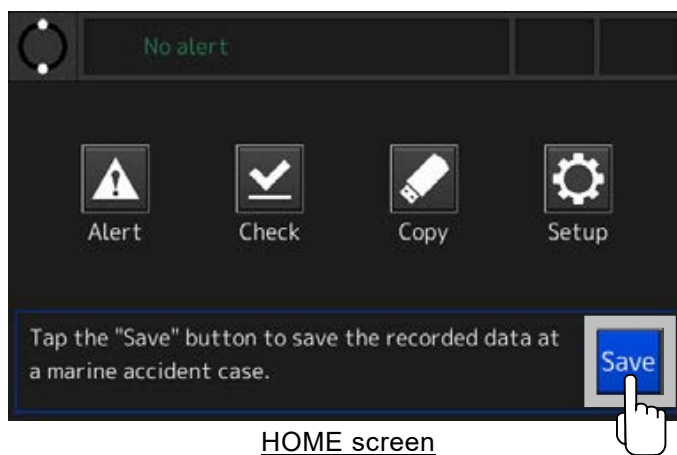 No alert
Alert Check Copy Setup
Tap the "Save" button to save the recorded data at
a marine accident case.
Save
HOME screen